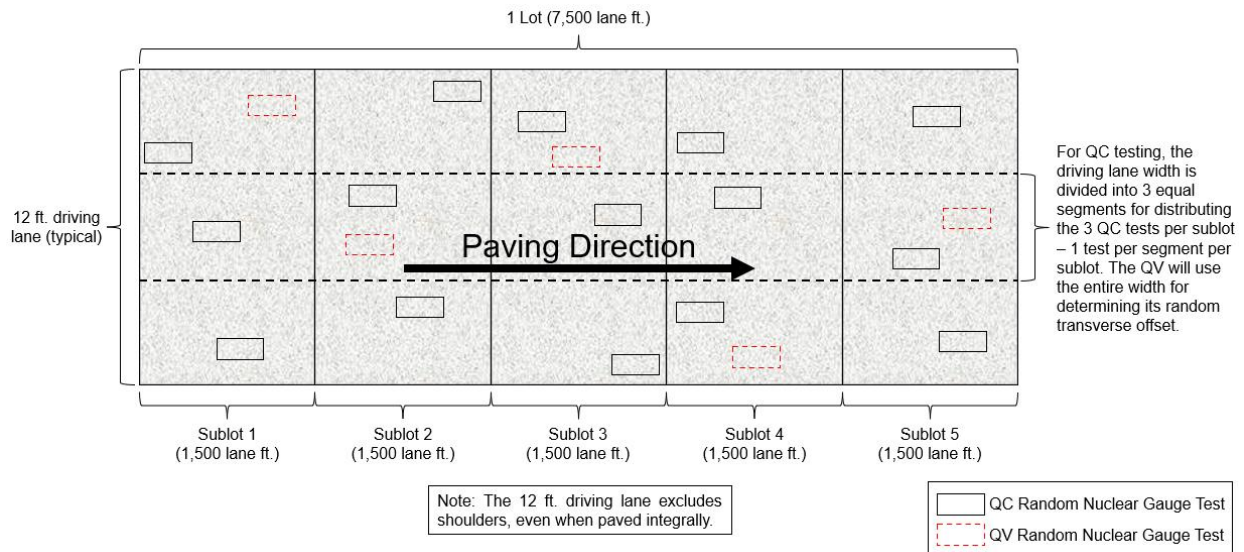 1 Lot (7,500 lane ft.)
12 ft. driving
lane (typical)
Paving Direction
For QC testing, the
driving lane width is
divided into 3 equal
segments for distributing
the 3 QC tests per sublot
– 1 test per segment per
sublot. The QV will use
the entire width for
determining its random
transverse offset.
Sublot 1
(1,500 lane ft.)
Sublot 2
(1,500 lane ft.)
Sublot 3
(1,500 lane ft.)
Sublot 4
(1,500 lane ft.)
Sublot 5
(1,500 lane ft.)
Note: The 12 ft. driving lane excludes
shoulders, even when paved integrally.
QC Random Nuclear Gauge Test
QV Random Nuclear Gauge Test